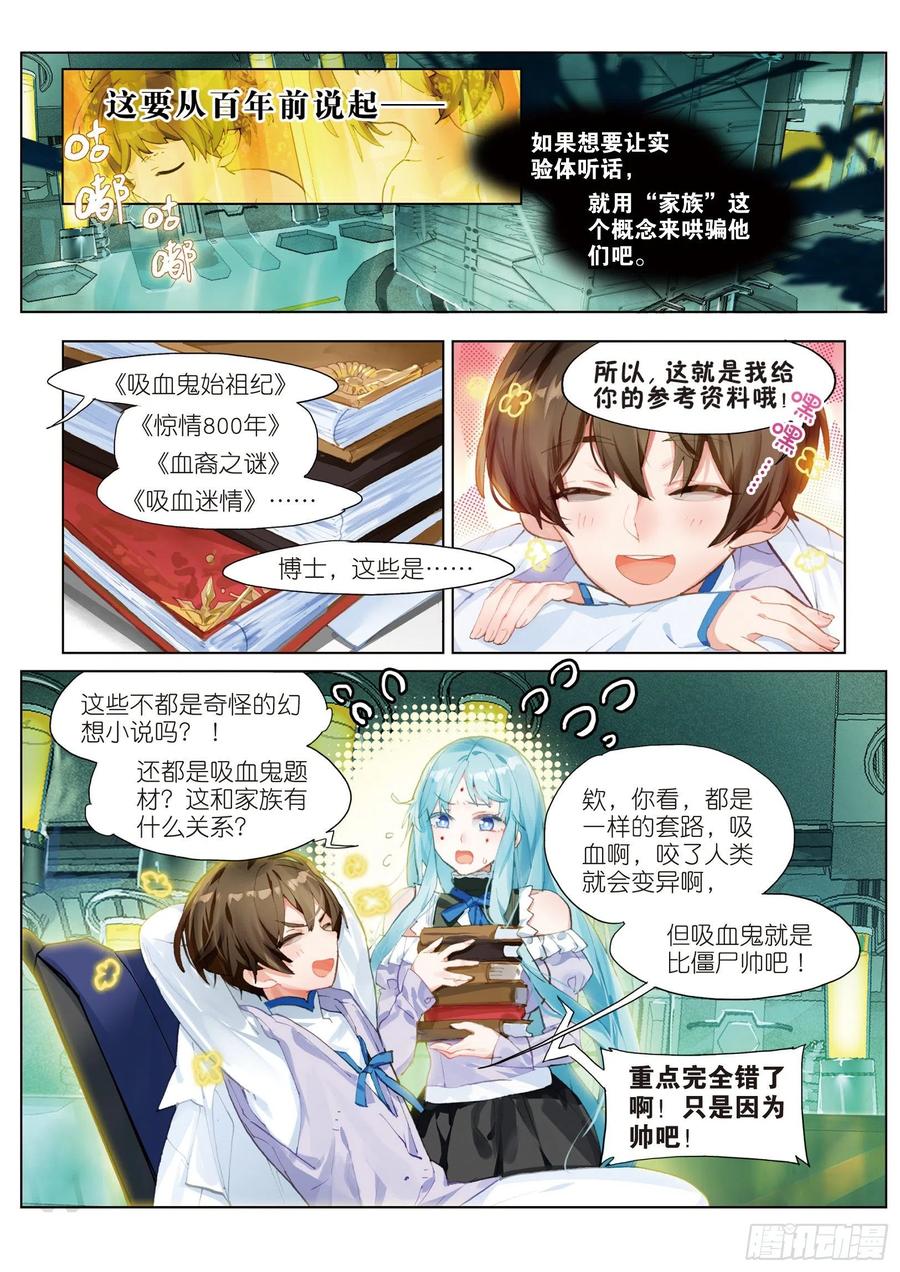 这要从百年前说起——
咕
嘟
咕
嘟
如果想要让实
验体听话，
就用“家族”这
个概念来哄骗他
们吧。
《吸血鬼始祖纪》
《惊情800年》
《血裔之谜》
《吸血迷情》……
博士，这些是……
所以，这就是我给
你的参考资料哦！
嘿
嘿
……
这些不都是奇怪的幻
想小说吗？！
还都是吸血鬼题
材？这和家族有
什么关系？
欸，你看，都是
一样的套路，吸
血啊，咬了人类
就会变异啊，
但吸血鬼就是
比僵尸帅吧！
重点完全错了
啊！只是因为
帅吧！
腾讯动漫